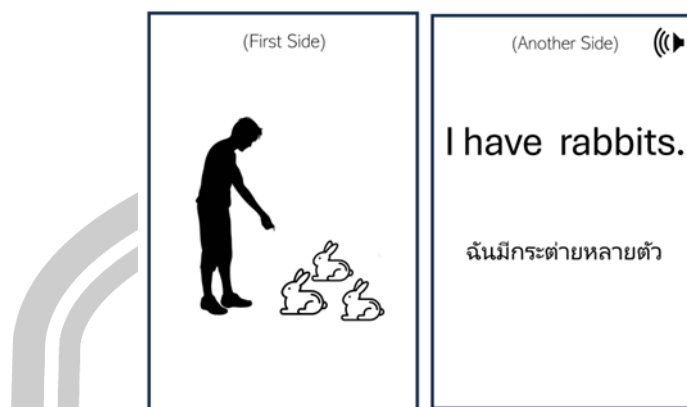 (First Side)
(Another Side)
I have rabbits.
ฉันมีกระต่ายหลายตัว